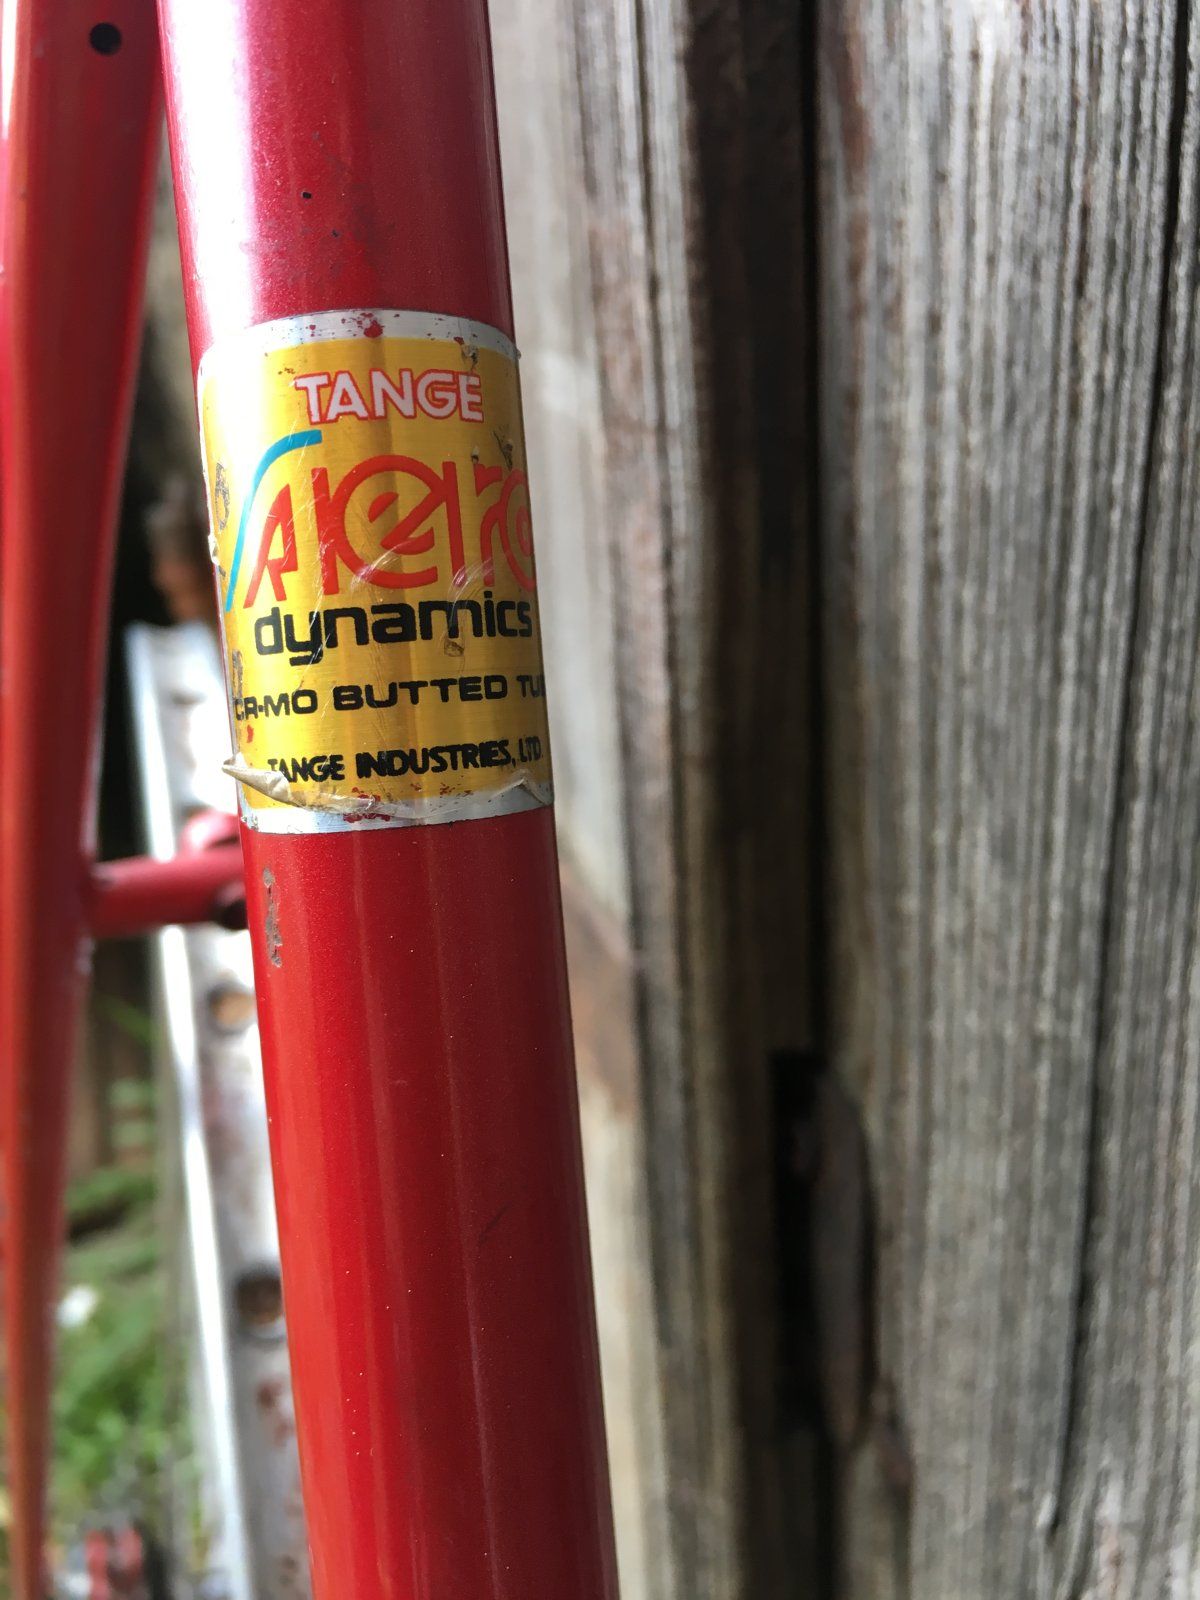 TANGE
Aero
dynamics
CR-MO BUTTED TU
TANGE INDUSTRIES, LTD